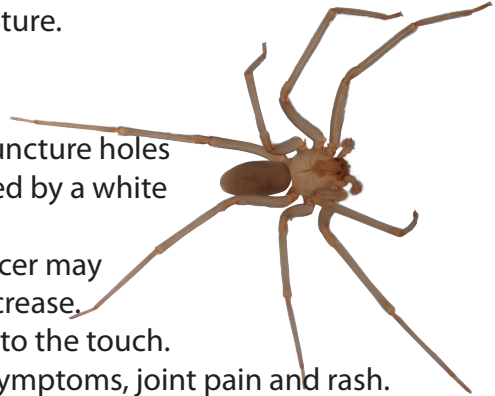 ture.
uncture holes
ed by a white
cer may
crease.
to the touch.
ymptoms, joint pain and rash.